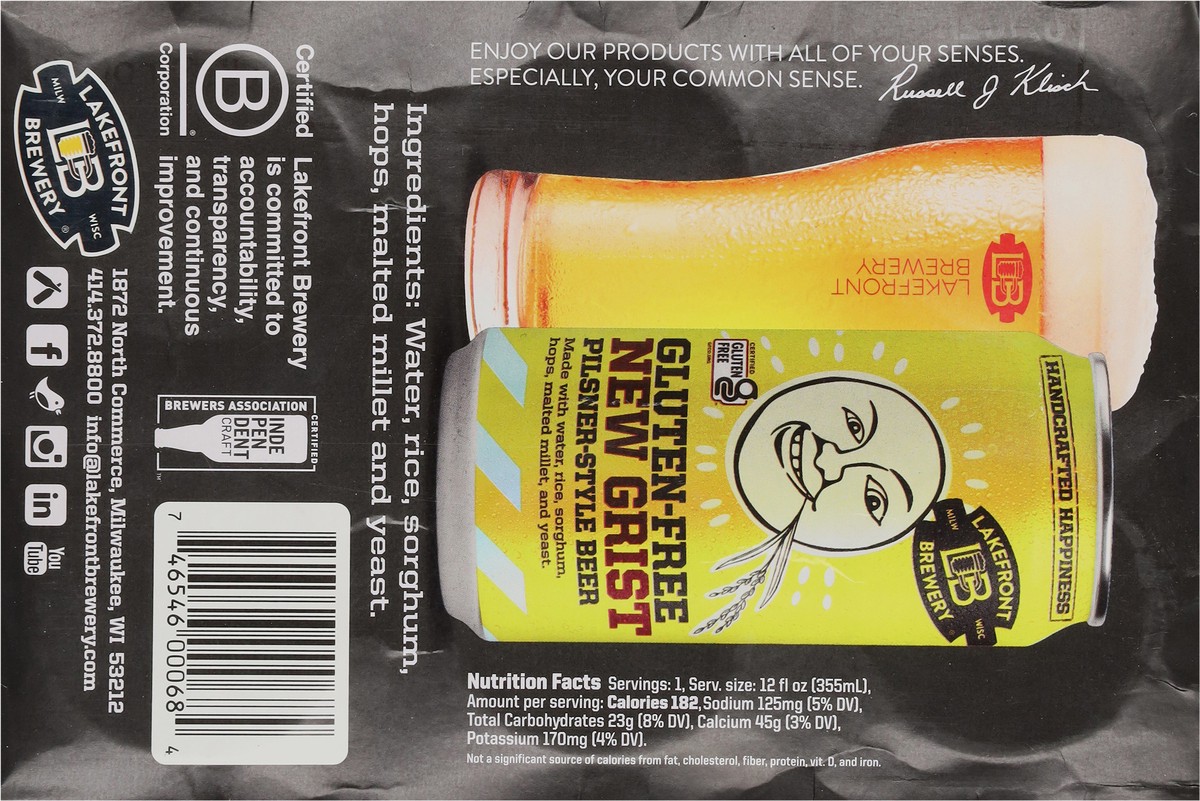 ENJOY OUR PRODUCTS WITH ALL OF YOUR SENSES.
ESPECIALLY, YOUR COMMON SENSE.
Russell J Klisch
LAKEFRONT
BREWERY
LB
HANDCRAFTED HAPPINESS
LAKEFRONT
MILW
LB
WISC
BREWERY
CERTIFIED
GLUTEN
FREE
GLUTEN-FREE
NEW GRIST
PILSNER-STYLE BEER
Made with water, rice, sorghum,
hops, malted millet, and yeast.
Nutrition Facts Servings: 1, Serv. size: 12 fl oz (355mL),
Amount per serving: Calories 182, Sodium 125mg (5% DV),
Total Carbohydrates 23g (8% DV), Calcium 45g (3% DV),
Potassium 170mg (4% DV).
Not a significant source of calories from fat, cholesterol, fiber, protein, vit. D, and iron.
Ingredients: Water, rice, sorghum,
hops, malted millet and yeast.
Certified
B
®
Corporation
Lakefront Brewery
is committed to
accountability,
transparency,
and continuous
improvement.
BREWERS ASSOCIATION
CERTIFIED
INDE
PEN
DENT
CRAFT
TM
7 46546 00068 4
LAKEFRONT
MILW
LB
WISC
BREWERY
®
1872 North Commerce, Milwaukee, WI 53212
414.372.8800 info@lakefrontbrewery.com
f
in
You
Tube